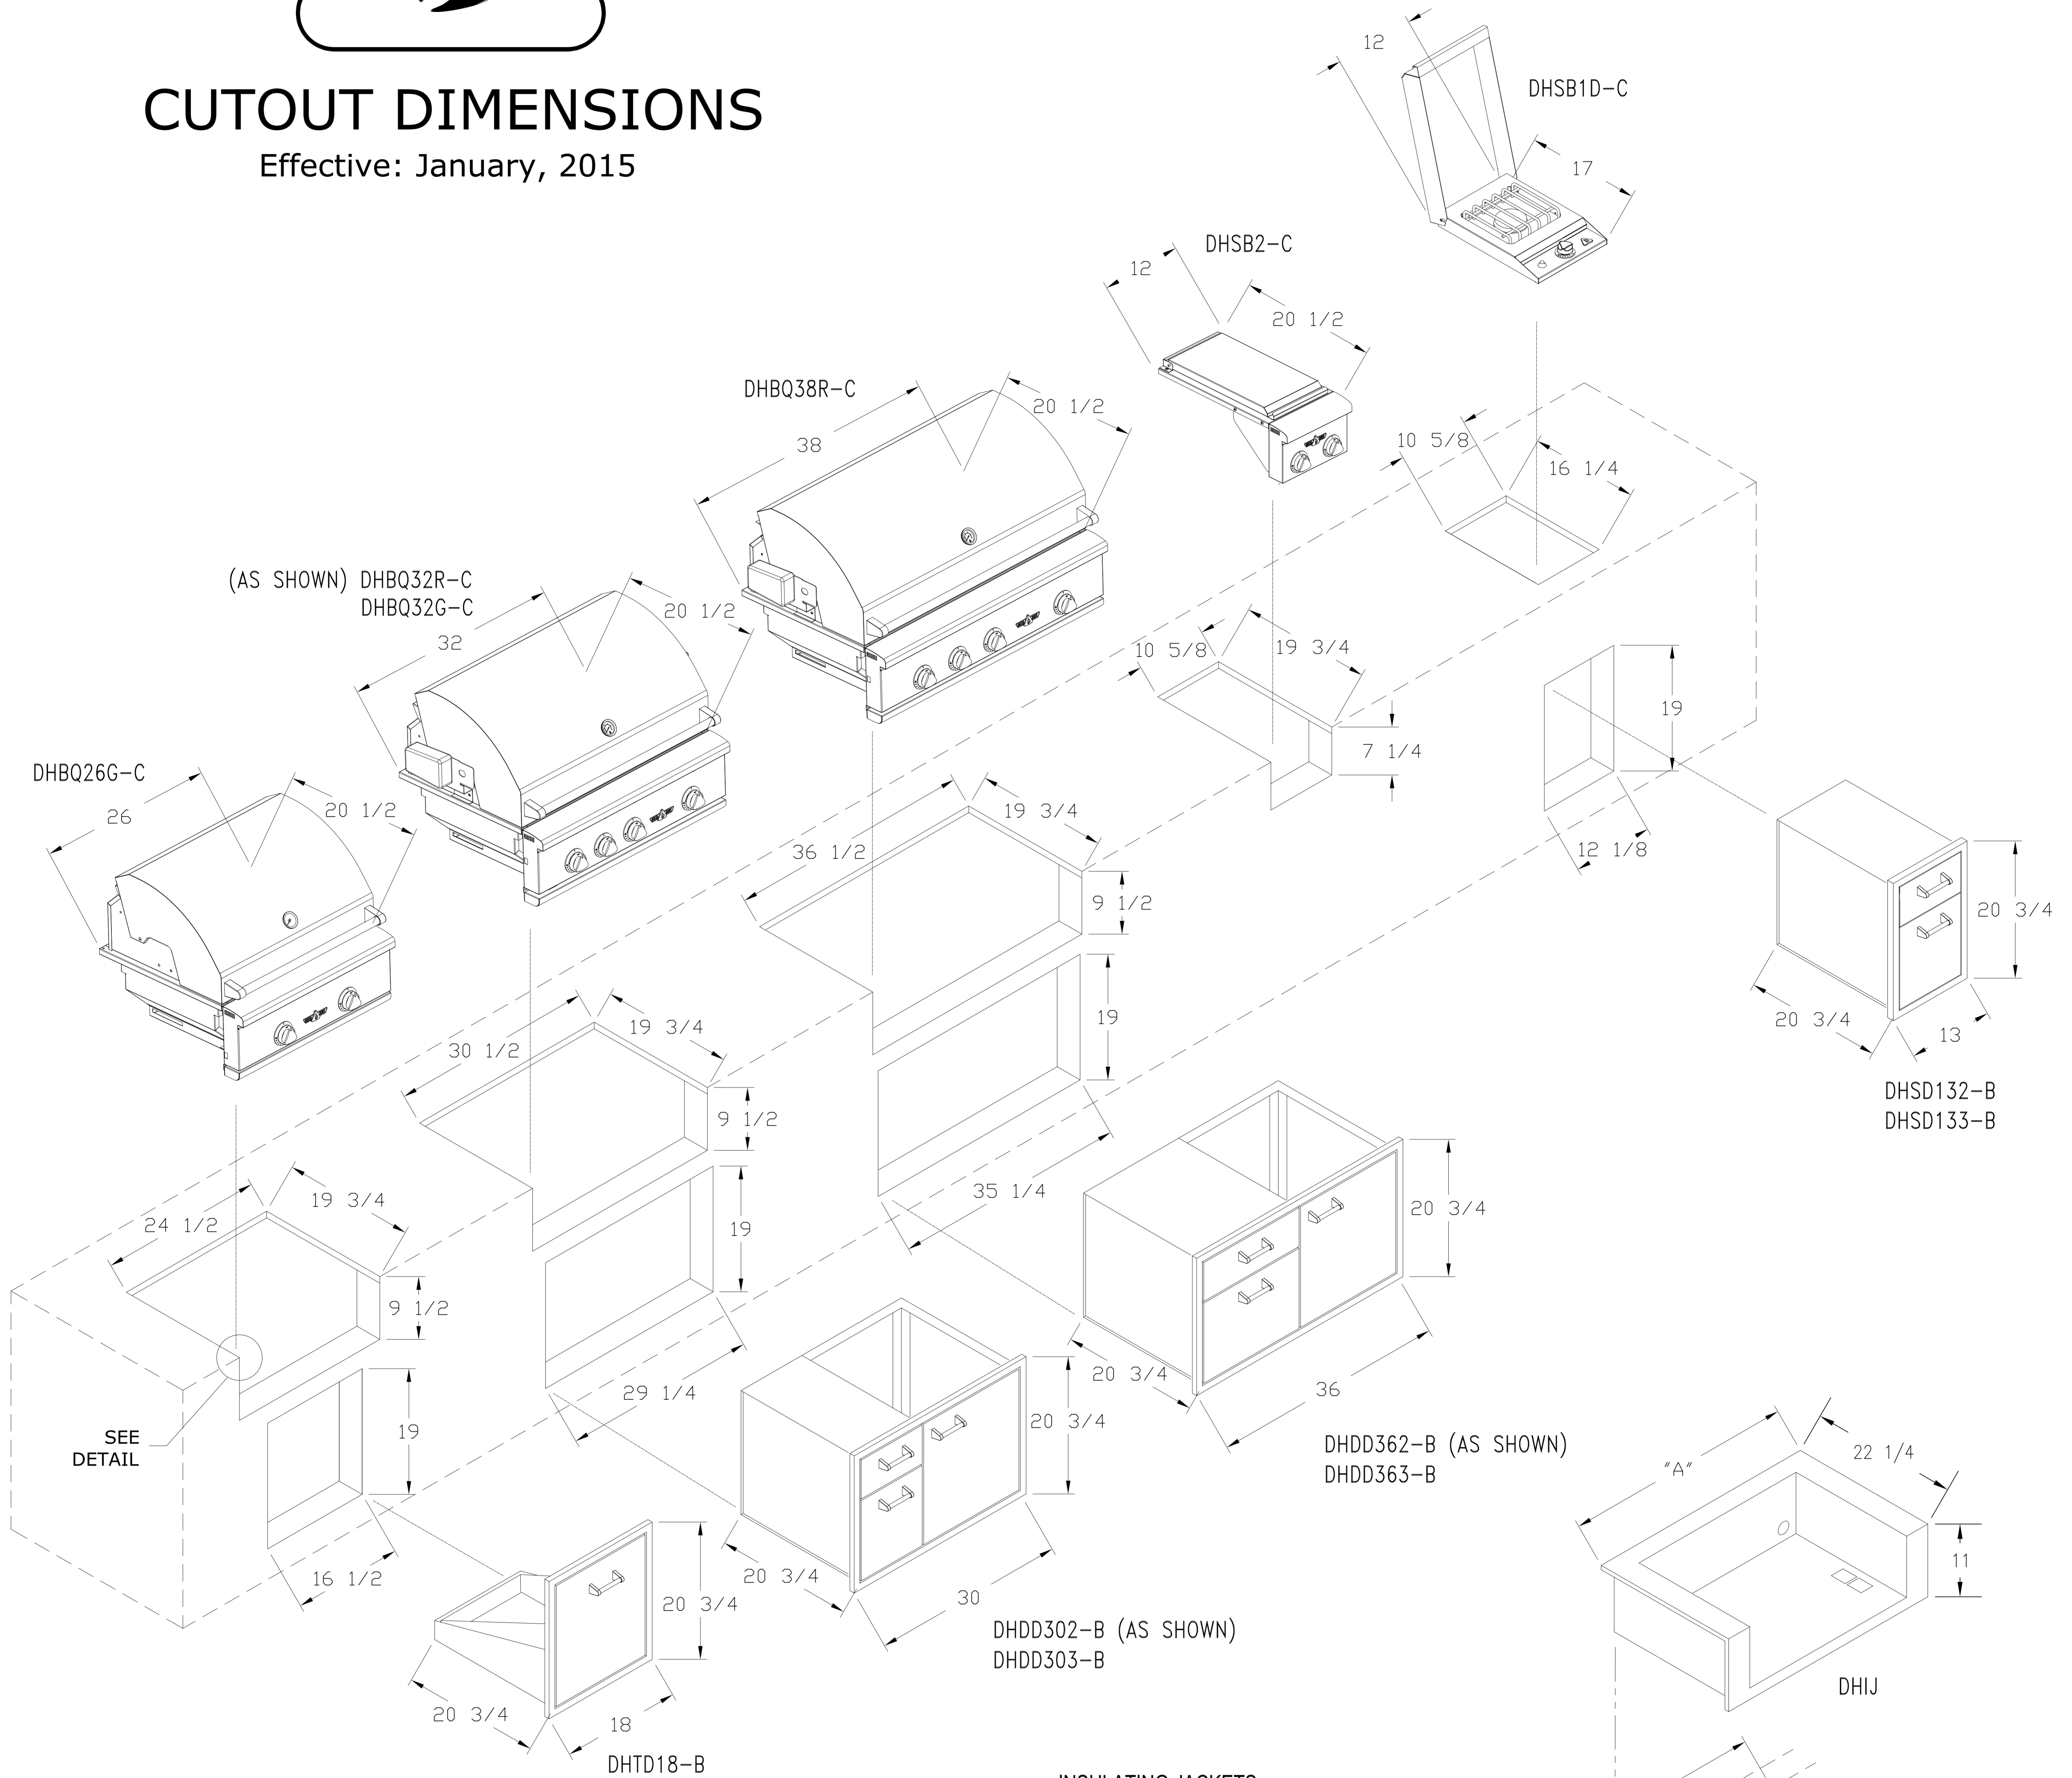 CUTOUT DIMENSIONS
Effective: January, 2015
12
DHSB1D-C
17
DHSB2-C
12
20 1/2
DHBQ38R-C
38
20 1/2
10 5/8
16 1/4
(AS SHOWN) DHBQ32R-C
DHBQ32G-C
32
20 1/2
10 5/8
19 3/4
7 1/4
19
12 1/8
DHBQ26G-C
26
20 1/2
36 1/2
19 3/4
9 1/2
19
35 1/4
20 3/4
20 3/4
13
DHSD132-B
DHSD133-B
30 1/2
19 3/4
9 1/2
19
29 1/4
24 1/2
19 3/4
9 1/2
19
16 1/2
SEE
DETAIL
20 3/4
20 3/4
36
DHDD362-B (AS SHOWN)
DHDD363-B
20 3/4
20 3/4
30
DHDD302-B (AS SHOWN)
DHDD303-B
20 3/4
20 3/4
18
DHTD18-B
"A"
22 1/4
11
DHIJ
INSULATING JACKETS